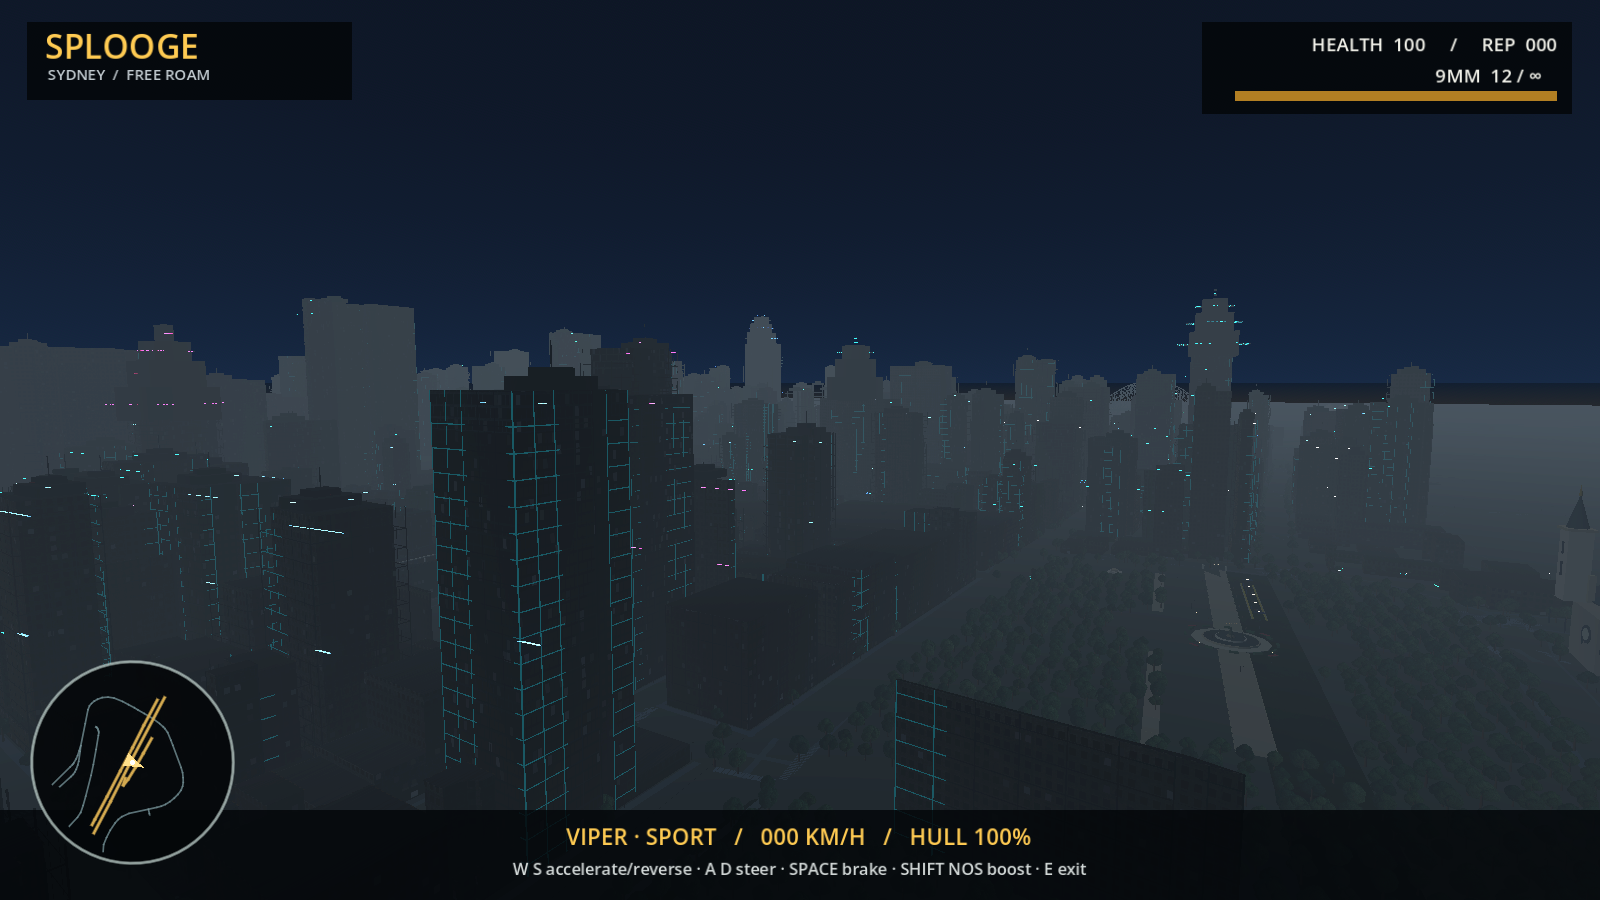 SPLOOGE
SYDNEY / FREE ROAM
HEALTH 100 / REP 000
9MM 12 / ∞
VIPER · SPORT / 000 KM/H / HULL 100%
W S accelerate/reverse · A D steer · SPACE brake · SHIFT NOS boost · E exit